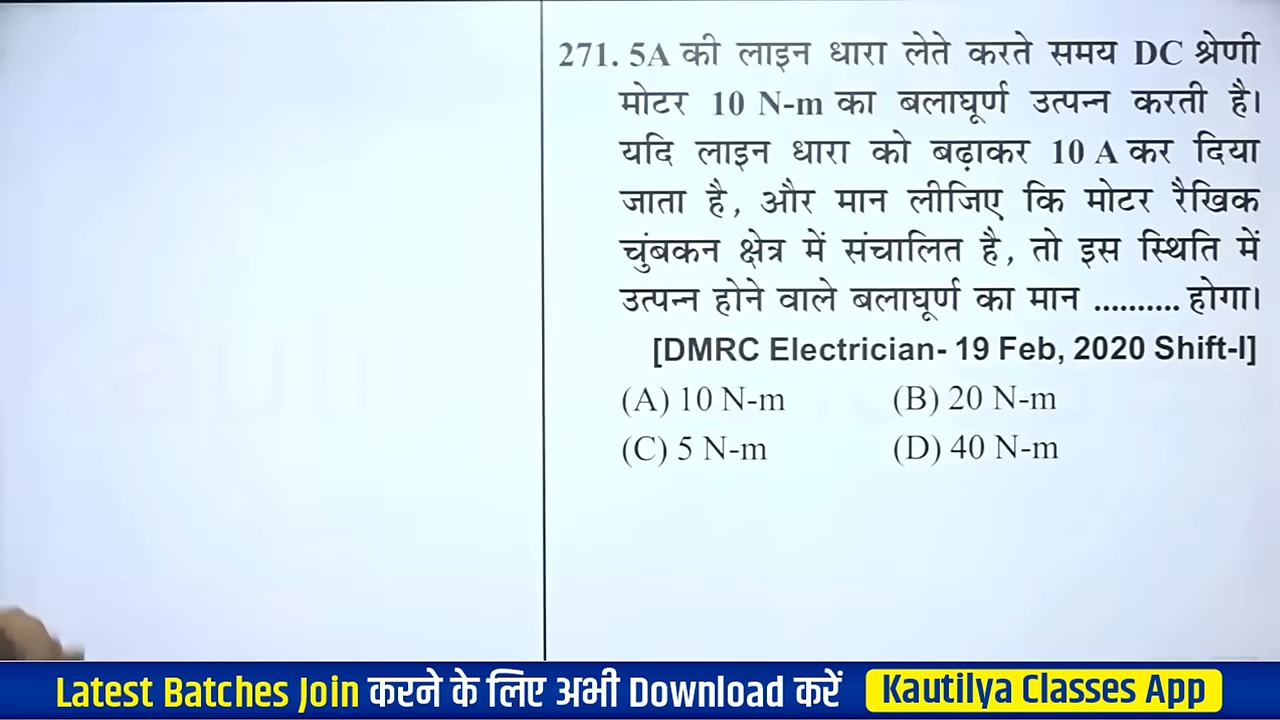 271. 5A की लाइन धारा लेते करते समय DC श्रेणी
मोटर 10 N-m का बलाघूर्ण उत्पन्न करती है।
यदि लाइन धारा को बढ़ाकर 10 A कर दिया
जाता है, और मान लीजिए कि मोटर रैखिक
चुंबकन क्षेत्र में संचालित है, तो इस स्थिति में
उत्पन्न होने वाले बलाघूर्ण का मान .......... होगा।
[DMRC Electrician- 19 Feb, 2020 Shift-I]
(A) 10 N-m (B) 20 N-m
(C) 5 N-m (D) 40 N-m
Latest Batches Join करने के लिए अभी Download करें Kautilya Classes App